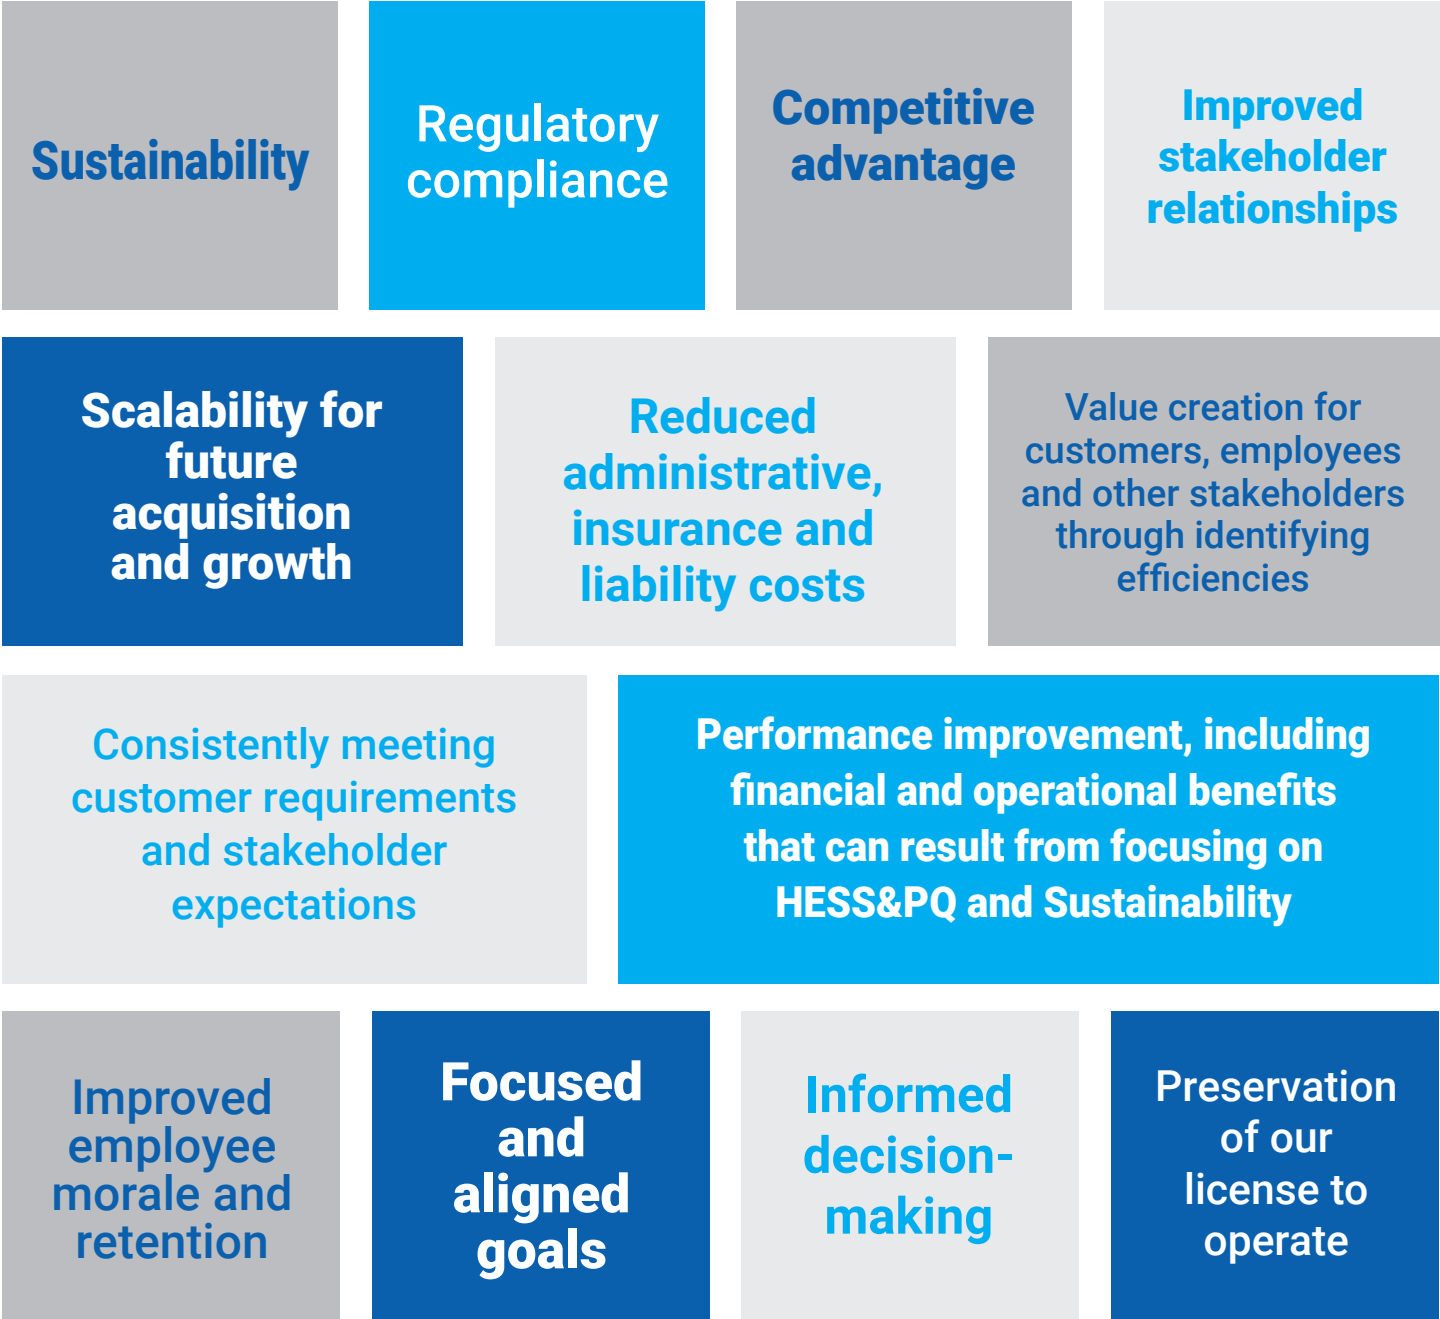 Sustainability
Regulatory
compliance
Competitive
advantage
Improved
stakeholder
relationships
Scalability for
future
acquisition
and growth
Reduced
administrative,
insurance and
liability costs
Value creation for
customers, employees
and other stakeholders
through identifying
efficiencies
Consistently meeting
customer requirements
and stakeholder
expectations
Performance improvement, including
financial and operational benefits
that can result from focusing on
HESS&PQ and Sustainability
Improved
employee
morale and
retention
Focused
and
aligned
goals
Informed
decision-
making
Preservation
of our
license to
operate